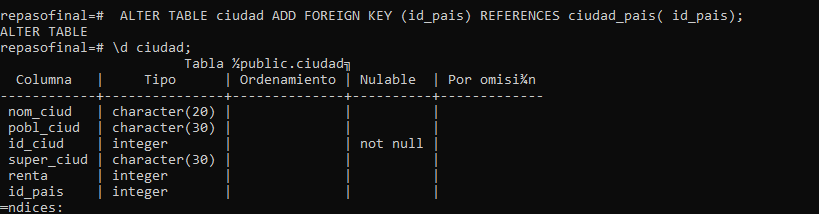 repasofinal=#  ALTER TABLE ciudad ADD FOREIGN KEY (id_pais) REFERENCES ciudad_pais( id_pais);
ALTER TABLE
repasofinal=# \d ciudad;
                       Tabla ½public.ciudad╗
  Columna   |     Tipo      | Ordenamiento | Nulable  | Por omisi¾n
------------+---------------+--------------+----------+-------------
 nom_ciud   | character(20) |              |          |
 pobl_ciud  | character(30) |              |          |
 id_ciud    | integer       |              | not null |
 super_ciud | character(30) |              |          |
 renta      | integer       |              |          |
 id_pais    | integer       |              |          |
=ndices: